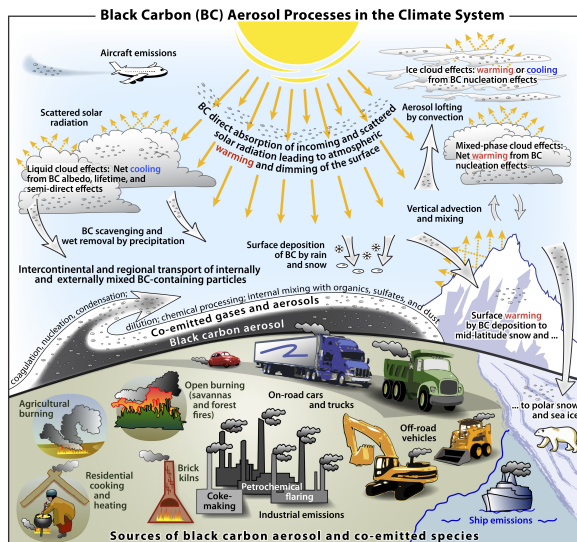 Black Carbon (BC) Aerosol Processes in the Climate System
Aircraft emissions
Ice cloud effects: warming or cooling
from BC nucleation effects
Scattered solar
radiation
BC direct absorption of incoming and scattered
solar radiation leading to atmospheric
warming and dimming of the surface
Aerosol lofting
by convection
Liquid cloud effects: Net cooling
from BC albedo, lifetime, and
semi-direct effects
Mixed-phase cloud effects:
Net warming from BC
nucleation effects
BC scavenging and
wet removal by precipitation
Vertical advection
and mixing
Surface deposition
of BC by rain
and snow
Intercontinental and regional transport of internally
and externally mixed BC-containing particles
coagulation, nucleation, condensation;
dilution; chemical processing; internal mixing with organics, sulfates, and dust
Co-emitted gases and aerosols
Black carbon aerosol
Surface warming
by BC deposition to
mid-latitude snow and ...
... to polar snow
and sea ice
Agricultural
burning
Open burning
(savannas
and forest
fires)
On-road cars
and trucks
Off-road
vehicles
Residential
cooking
and
heating
Brick
kilns
Coke-
making
Petrochemical
flaring
Industrial emissions
Ship emissions
Sources of black carbon aerosol and co-emitted species